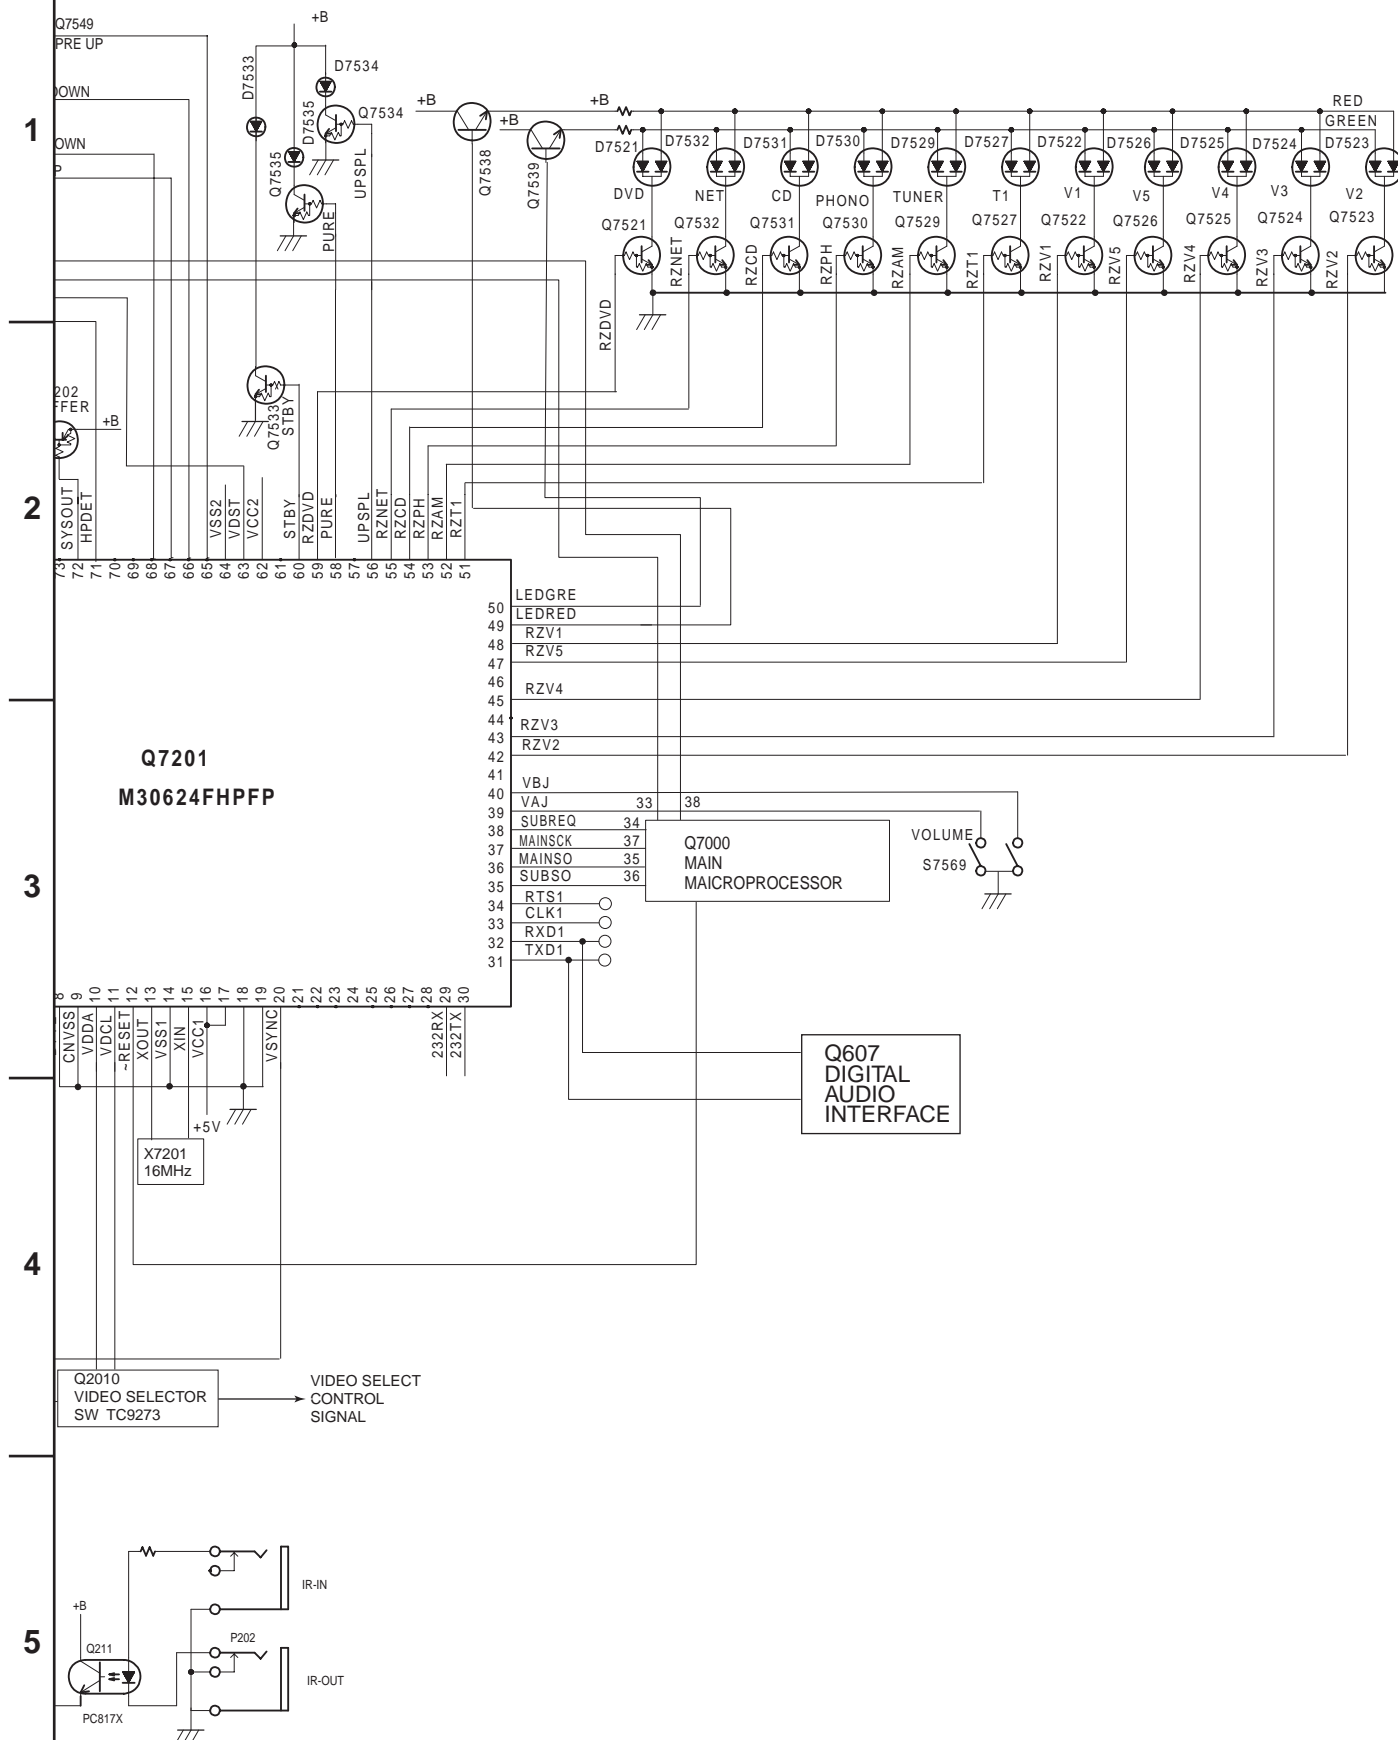 Q7549
PRE UP
+B
D7533
D7534
D7535
Q7534
Q7535
UPSPL
PURE
DOWN
OWN
P
1
+B
+B
+B
Q7538
Q7539
RED
GREEN
D7521
D7532
D7531
D7530
D7529
D7527
D7522
D7526
D7525
D7524
D7523
DVD
NET
CD
PHONO
TUNER
T1
V1
V5
V4
V3
V2
Q7521
Q7532
Q7531
Q7530
Q7529
Q7527
Q7522
Q7526
Q7525
Q7524
Q7523
RZDVD
RZNET
RZCD
RZPH
RZAM
RZT1
RZV1
RZV5
RZV4
RZV3
RZV2
202
FFER
+B
Q7533
STBY
2
SYSOUT
HPDET
VSS2
VDST
VCC2
STBY
RZDVD
PURE
UPSPL
RZNET
RZCD
RZPH
RZAM
RZT1
73 72 71 70 69 68 67 66 65 64 63 62 61 60 59 58 57 56 55 54 53 52 51
50 LEDGRE
49 LEDRED
48 RZV1
47 RZV5
46
45 RZV4
44
43 RZV3
42 RZV2
41
40 VBJ
39 VAJ
38 SUBREQ 34
37 MAINSCK 37
36 MAINSO 35
35 SUBSO 36
34 RTS1
33 CLK1
32 RXD1
31 TXD1
33 38
Q7201
M30624FHPFP
Q7000
MAIN
MAICROPROCESSOR
VOLUME
S7569
3
8 9 10 11 12 13 14 15 16 17 18 19 20 21 22 23 24 25 26 27 28 29 30
CNVSS
VDDA
VDCL
~RESET
XOUT
VSS1
XIN
VCC1
VSYNC
232RX
232TX
+5V
X7201
16MHz
Q607
DIGITAL
AUDIO
INTERFACE
4
Q2010
VIDEO SELECTOR
SW TC9273
VIDEO SELECT
CONTROL
SIGNAL
5
+B
Q211
PC817X
IR-IN
P202
IR-OUT